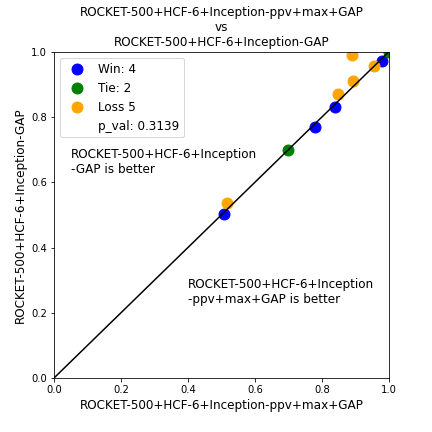 ROCKET-500+HCF-6+Inception-ppv+max+GAP
vs
ROCKET-500+HCF-6+Inception-GAP
1.0
0.8
0.6
0.4
0.2
0.0
Win: 4
Tie: 2
Loss 5
p_val: 0.3139
ROCKET-500+HCF-6+Inception
-GAP is better
ROCKET-500+HCF-6+Inception
-ppv+max+GAP is better
ROCKET-500+HCF-6+Inception-GAP
0.0
0.2
0.4
0.6
0.8
1.0
ROCKET-500+HCF-6+Inception-ppv+max+GAP